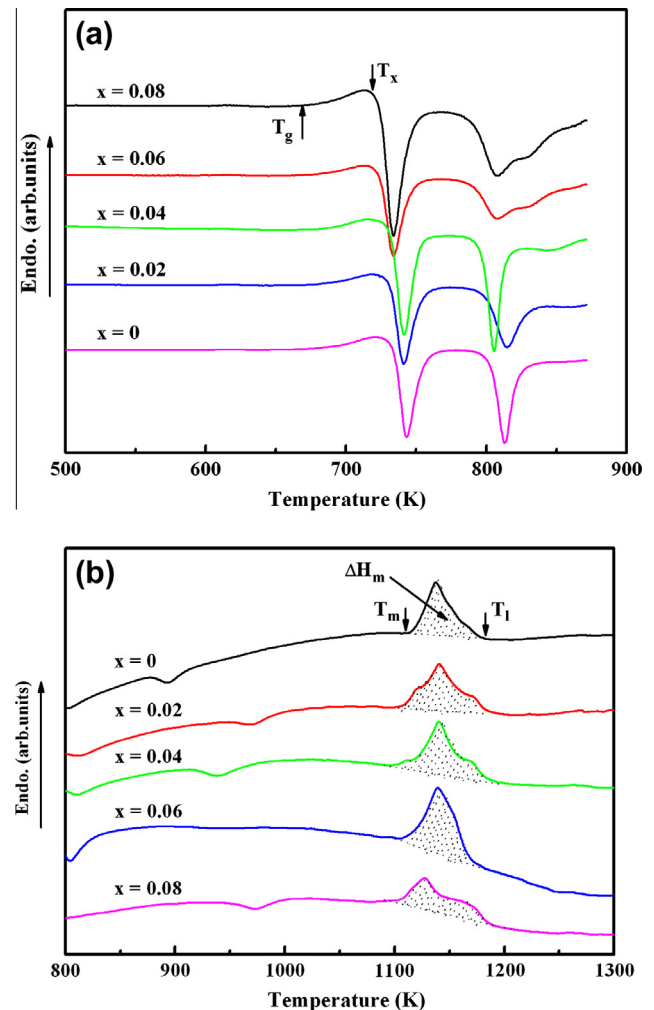 (a)
x = 0.08
Tx
Tg
x = 0.06
x = 0.04
x = 0.02
x = 0
Endo. (arb.units)
500 600 700 800 900
Temperature (K)
(b)
ΔHm
Tm
Tl
x = 0
x = 0.02
x = 0.04
x = 0.06
x = 0.08
Endo. (arb.units)
800 900 1000 1100 1200 1300
Temperature (K)